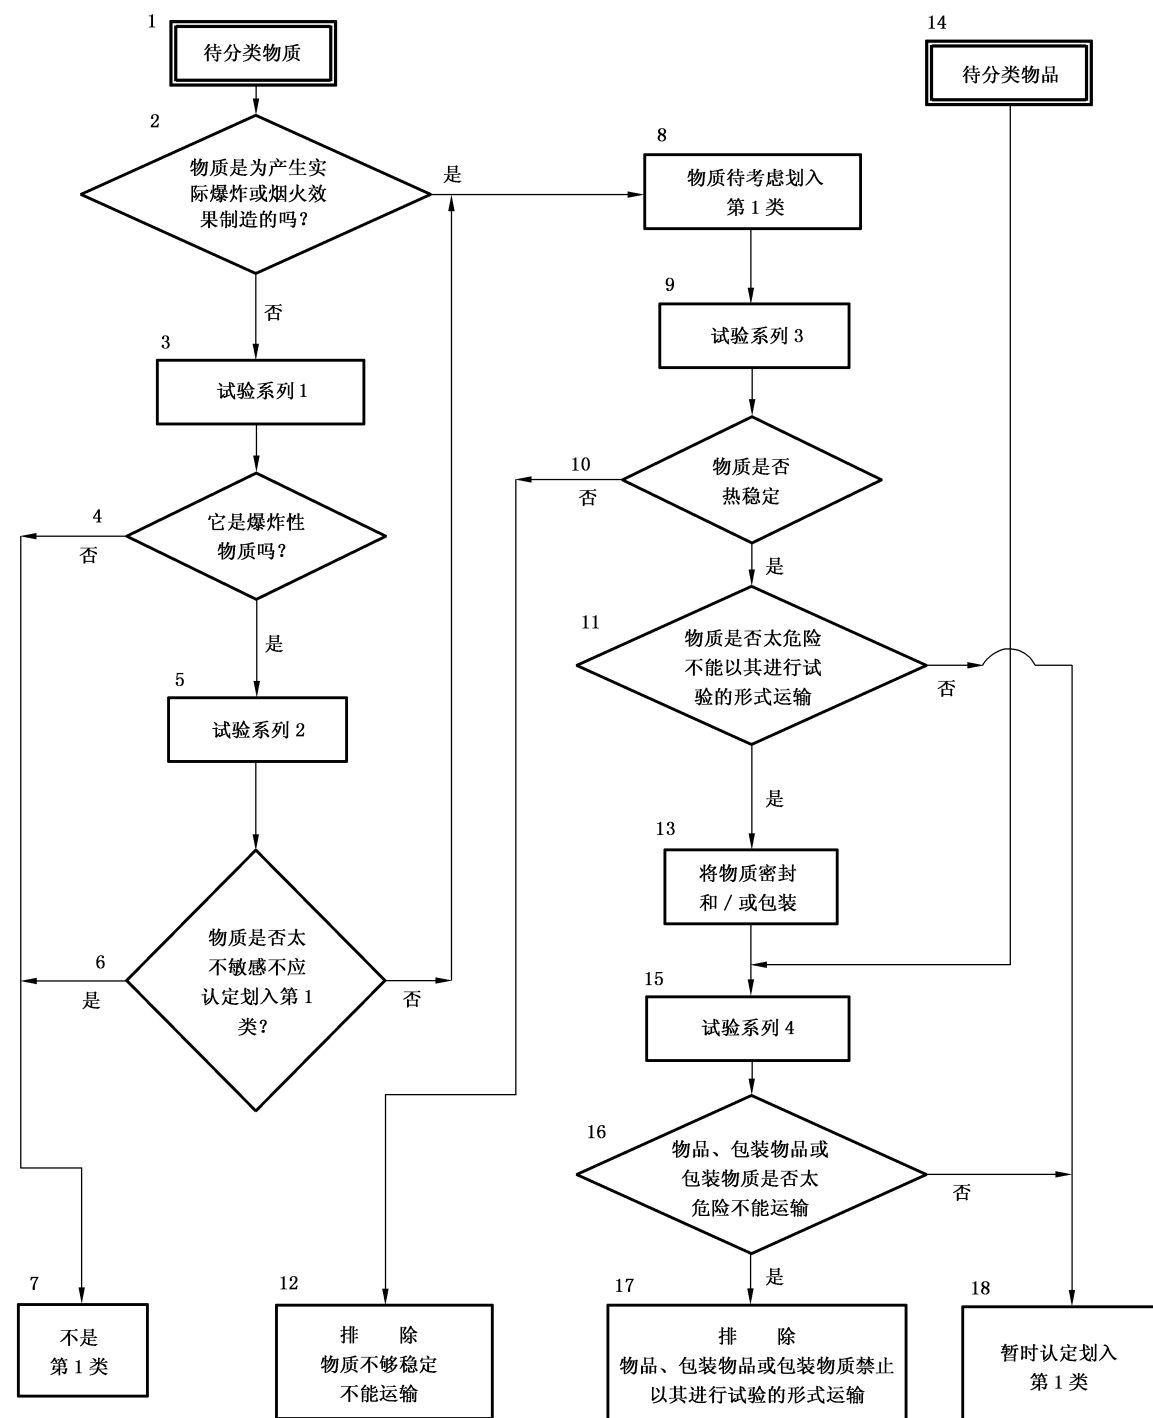 1
待分类物质
2
物质是为产生实
际爆炸或烟火效
果制造的吗？
是
否
3
试验系列 1
4
它是爆炸性
物质吗？
否
是
5
试验系列 2
6
物质是否太
不敏感不应
认定划入第 1
类？
是
否
7
不是
第 1 类
8
物质待考虑划入
第 1 类
9
试验系列 3
10
物质是否
热稳定
否
是
11
物质是否太危险
不能以其进行试
验的形式运输
否
是
12
排 除
物质不够稳定
不能运输
13
将物质密封
和 / 或包装
14
待分类物品
15
试验系列 4
16
物品、包装物品或
包装物质是否太
危险不能运输
否
是
17
排 除
物品、包装物品或包装物质禁止
以其进行试验的形式运输
18
暂时认定划入
第 1 类